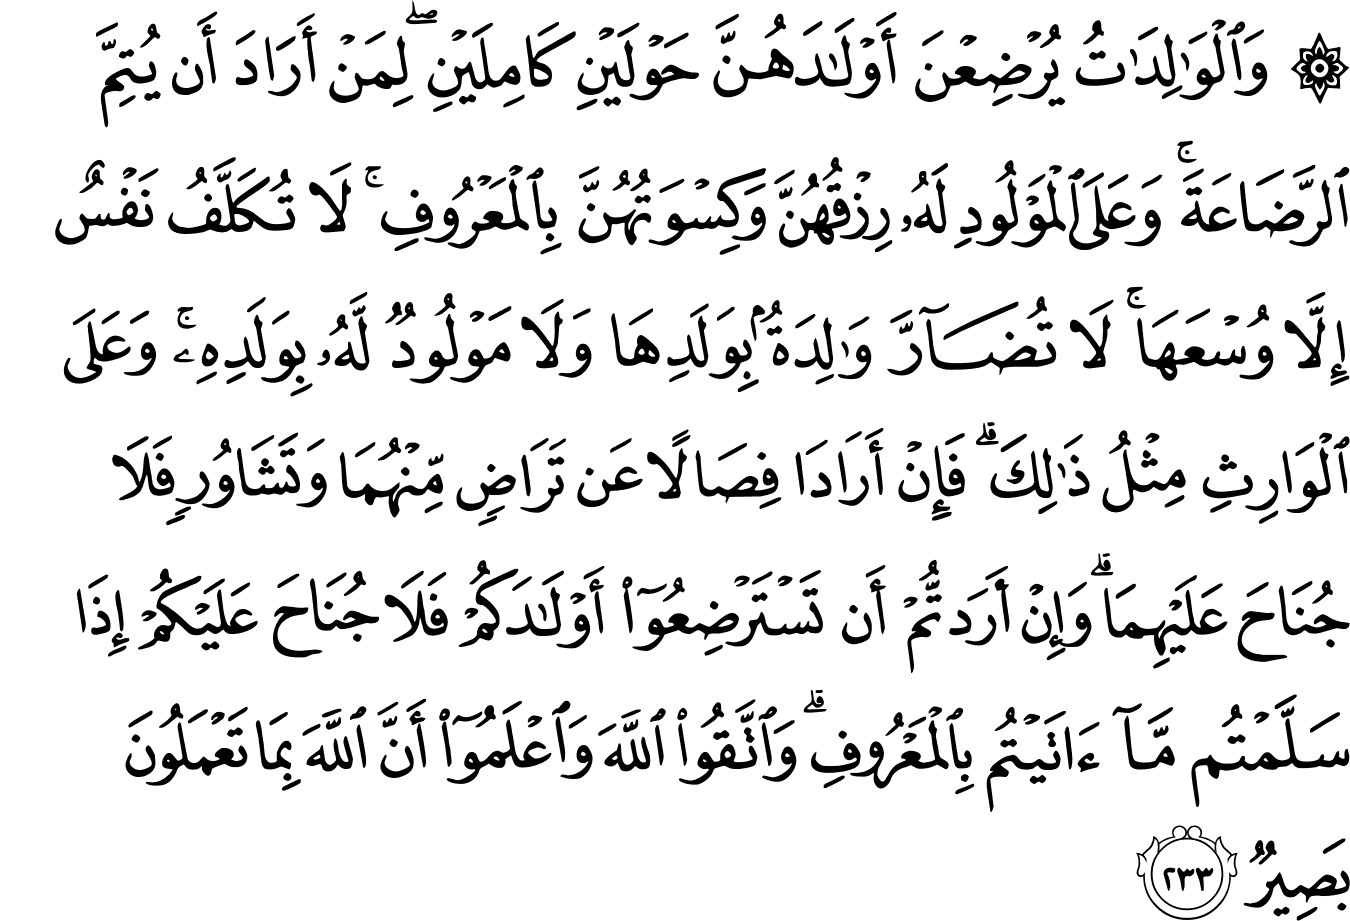 ۞ وَٱلْوَٰلِدَٰتُ يُرْضِعْنَ أَوْلَٰدَهُنَّ حَوْلَيْنِ كَامِلَيْنِ ۖ لِمَنْ أَرَادَ أَن يُتِمَّ
ٱلرَّضَاعَةَ ۚ وَعَلَى ٱلْمَوْلُودِ لَهُۥ رِزْقُهُنَّ وَكِسْوَتُهُنَّ بِٱلْمَعْرُوفِ ۚ لَا تُكَلَّفُ نَفْسٌ
إِلَّا وُسْعَهَا ۚ لَا تُضَآرَّ وَٰلِدَةٌۢ بِوَلَدِهَا وَلَا مَوْلُودٌ لَّهُۥ بِوَلَدِهِۦ ۚ وَعَلَى
ٱلْوَارِثِ مِثْلُ ذَٰلِكَ ۗ فَإِنْ أَرَادَا فِصَالًا عَن تَرَاضٍ مِّنْهُمَا وَتَشَاوُرٍ فَلَا
جُنَاحَ عَلَيْهِمَا ۗ وَإِنْ أَرَدتُّمْ أَن تَسْتَرْضِعُوٓا۟ أَوْلَٰدَكُمْ فَلَا جُنَاحَ عَلَيْكُمْ إِذَا
سَلَّمْتُم مَّآ ءَاتَيْتُم بِٱلْمَعْرُوفِ ۗ وَٱتَّقُوا۟ ٱللَّهَ وَٱعْلَمُوٓا۟ أَنَّ ٱللَّهَ بِمَا تَعْمَلُونَ
بَصِيرٌ ٢٣٣